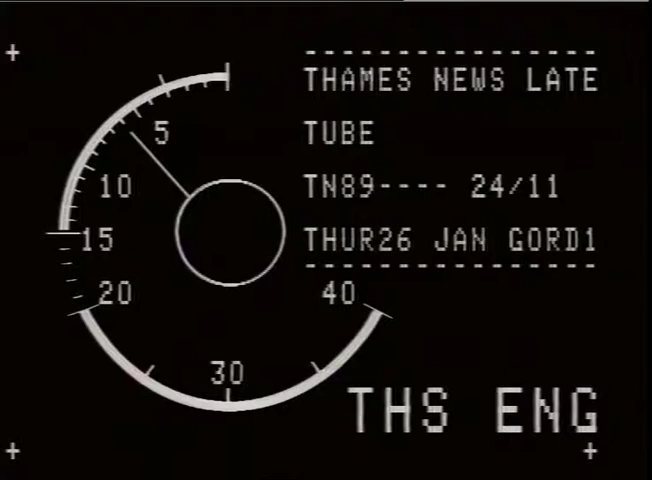 THAMES NEWS LATE
TUBE
TN89---- 24/11
THUR26 JAN GORD1
5
10
15
20
30
40
THS ENG